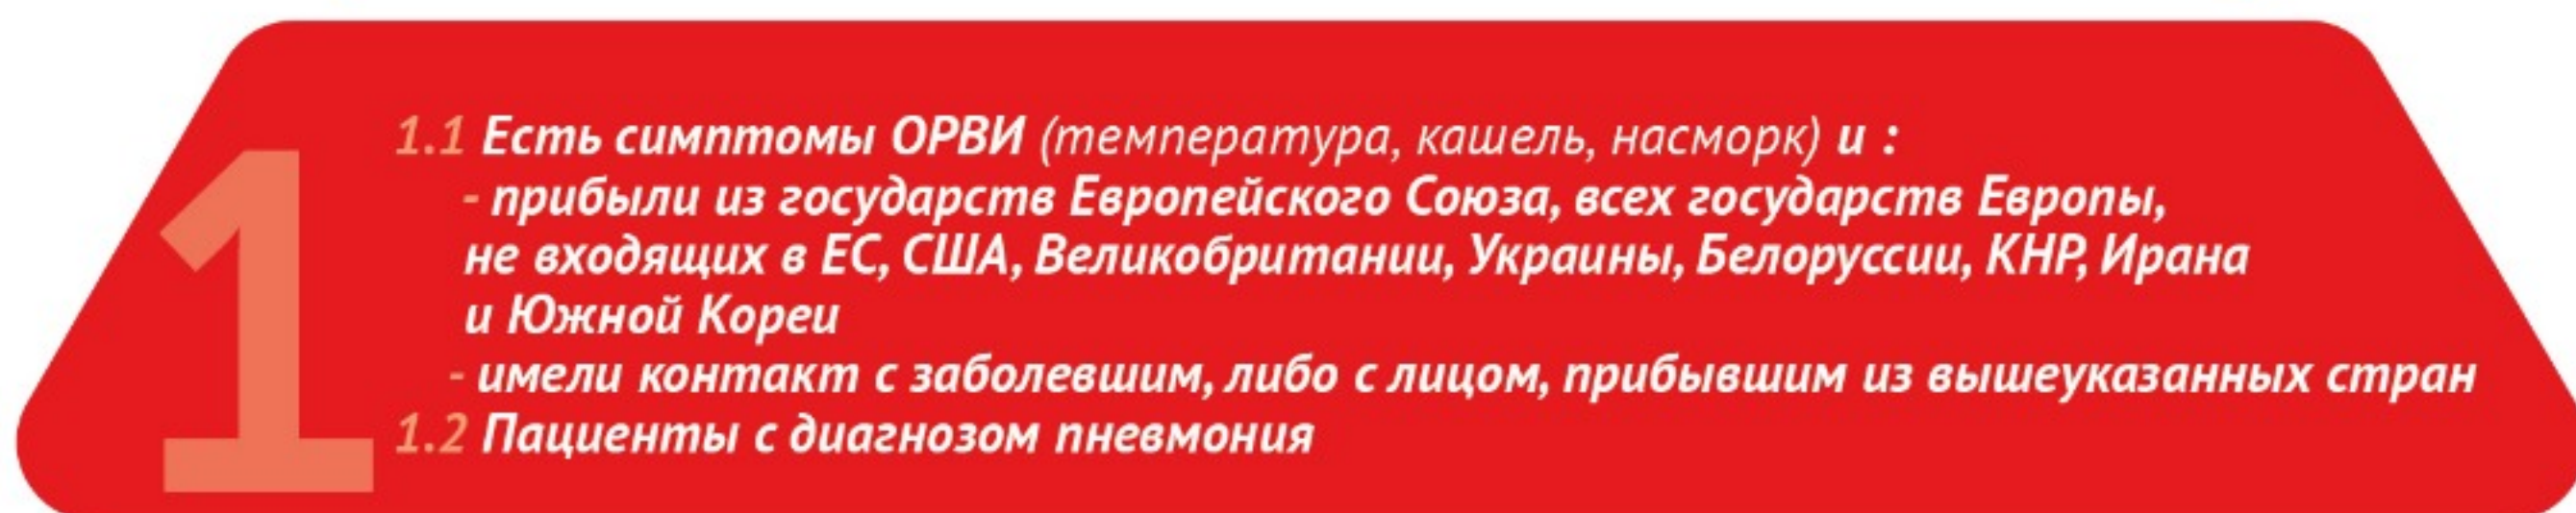 1
1.1 Есть симптомы ОРВИ (температура, кашель, насморк) и :
- прибыли из государств Европейского Союза, всех государств Европы,
не входящих в ЕС, США, Великобритании, Украины, Белоруссии, КНР, Ирана
и Южной Кореи
- имели контакт с заболевшим, либо с лицом, прибывшим из вышеуказанных стран
1.2 Пациенты с диагнозом пневмония